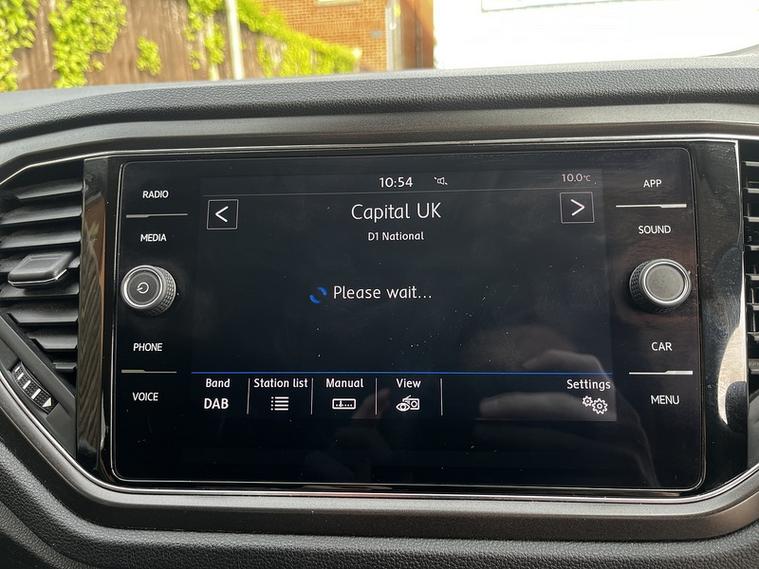 RADIO
MEDIA
PHONE
VOICE
10:54
10.0°C
<
Capital UK
>
D1 National
Please wait...
Band
DAB
Station list
Manual
View
Settings
APP
SOUND
CAR
MENU